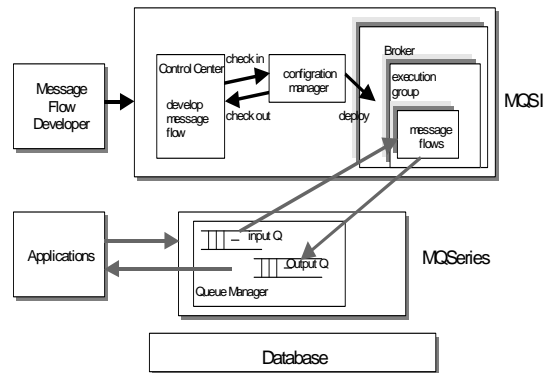 Message
Flow
Developer
Control Center
develop
message
flow
check in
check out
configration
manager
deploy
Broker
execution
group
message
flows
MQSI
Applications
input Q
Output Q
Queue Manager
MQSeries
Database